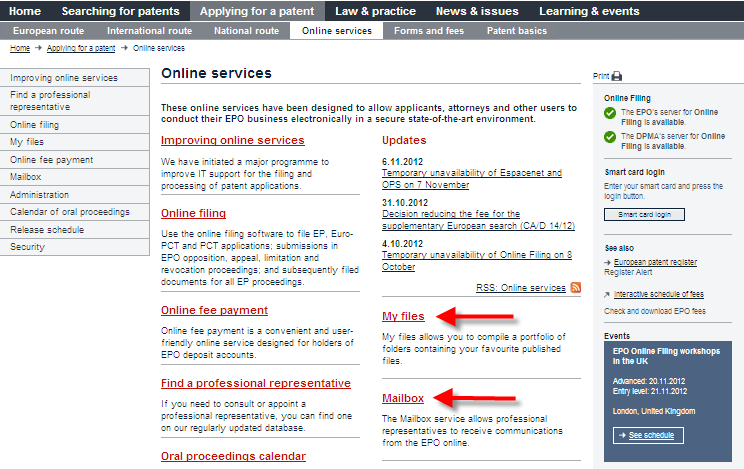 Home Searching for patents Applying for a patent Law & practice News & issues Learning & events
European route International route National route Online services Forms and fees Patent basics
Home → Applying for a patent → Online services
Improving online services
Find a professional
representative
Online filing
My files
Online fee payment
Mailbox
Administration
Calendar of oral proceedings
Release schedule
Security
Online services
These online services have been designed to allow applicants, attorneys and other users to
conduct their EPO business electronically in a secure state-of-the-art environment.
Improving online services
We have initiated a major programme to
improve IT support for the filing and
processing of patent applications.
Online filing
Use the online filing software to file EP, Euro-
PCT and PCT applications; submissions in
EPO opposition, appeal, limitation and
revocation proceedings; and subsequently filed
documents for all EP proceedings.
Online fee payment
Online fee payment is a convenient and user-
friendly online service designed for holders of
EPO deposit accounts.
Find a professional representative
If you need to consult or appoint a
professional representative, you can find one
on our regularly updated database.
Oral proceedings calendar
Updates
6.11.2012
Temporary unavailability of Espacenet and
OPS on 7 November
31.10.2012
Decision reducing the fee for the
supplementary European search (CA/D 14/12)
4.10.2012
Temporary unavailability of Online Filing on 8
October
RSS: Online services
My files
My files allows you to compile a portfolio of
folders containing your favourite published
files.
Mailbox
The Mailbox service allows professional
representatives to receive communications
from the EPO online.
Print
Online Filing
The EPO's server for Online
Filing is available.
The DPMA's server for Online
Filing is available.
Smart card login
Enter your smart card and press the
login button.
Smart card login
See also
→ European patent register
Register Alert
↗ Interactive schedule of fees
Check and download EPO fees
Events
EPO Online Filing workshops
in the UK
Advanced: 20.11.2012
Entry level: 21.11.2012
London, United Kingdom
→ See schedule